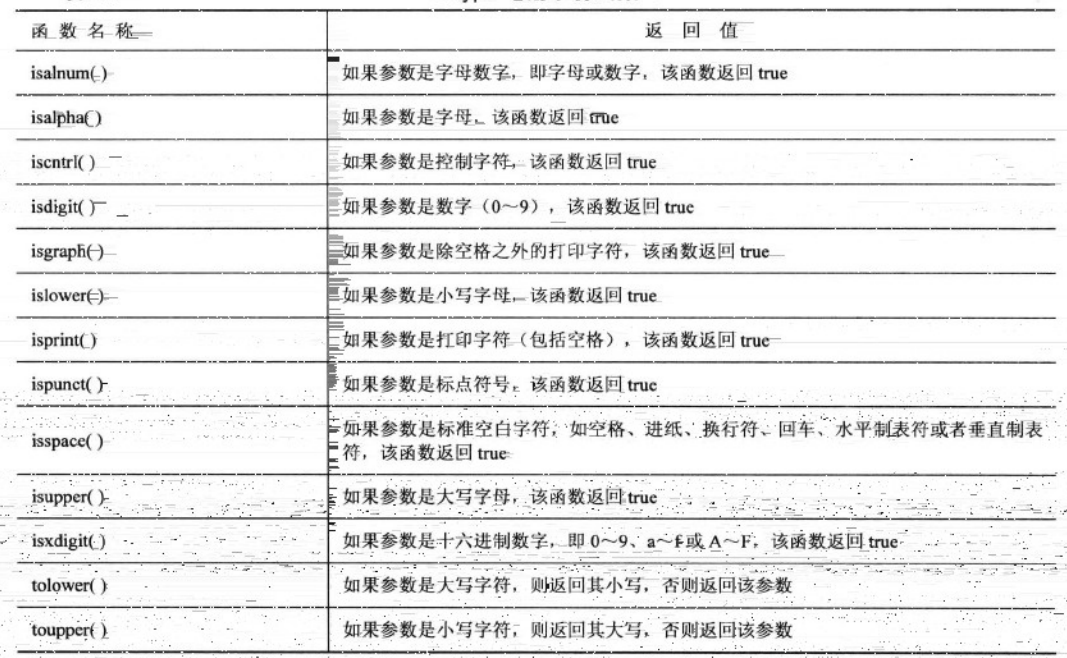 函数名称 返回值
isalnum( ) 如果参数是字母数字，即字母或数字，该函数返回 true
isalpha( ) 如果参数是字母，该函数返回 true
iscntrl( ) 如果参数是控制字符，该函数返回 true
isdigit( ) 如果参数是数字（0～9），该函数返回 true
isgraph( ) 如果参数是除空格之外的打印字符，该函数返回 true
islower( ) 如果参数是小写字母，该函数返回 true
isprint( ) 如果参数是打印字符（包括空格），该函数返回 true
ispunct( ) 如果参数是标点符号，该函数返回 true
isspace( ) 如果参数是标准空白字符，如空格、进纸、换行符、回车、水平制表符或者垂直制表
符，该函数返回 true
isupper( ) 如果参数是大写字母，该函数返回 true
isxdigit( ) 如果参数是十六进制数字，即 0～9、a～f 或 A～F，该函数返回 true
tolower( ) 如果参数是大写字符，则返回其小写，否则返回该参数
toupper( ) 如果参数是小写字符，则返回其大写，否则返回该参数